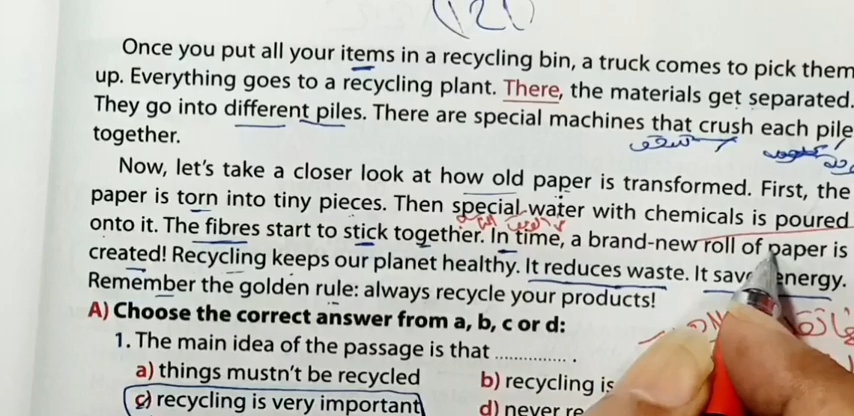 (12)
Once you put all your items in a recycling bin, a truck comes to pick them
up. Everything goes to a recycling plant. There, the materials get separated.
They go into different piles. There are special machines that crush each pile
together.
Now, let's take a closer look at how old paper is transformed. First, the
paper is torn into tiny pieces. Then special water with chemicals is poured
onto it. The fibres start to stick together. In time, a brand-new roll of paper is
created! Recycling keeps our planet healthy. It reduces waste. It save energy.
Remember the golden rule: always recycle your products!
A) Choose the correct answer from a, b, c or d:
1. The main idea of the passage is that .............. .
a) things mustn't be recycled
b) recycling is
c) recycling is very important
d) never re